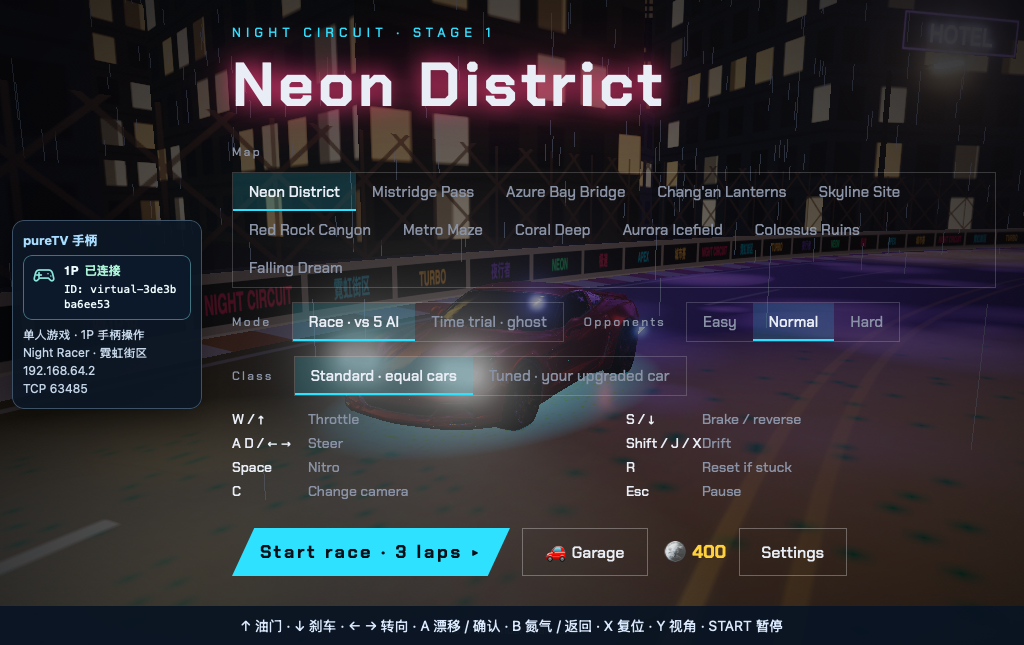 NIGHT CIRCUIT · STAGE 1
HOTEL
Neon District
Map
Neon District Mistridge Pass Azure Bay Bridge Chang'an Lanterns Skyline Site
Red Rock Canyon Metro Maze Coral Deep Aurora Icefield Colossus Ruins
Falling Dream
NIGHT CIRCUIT 霓虹街区 TURBO 夜行者 NEON APEX
pureTV 手柄
1P 已连接
ID: virtual-3de3b
ba6ee53
单人游戏 · 1P 手柄操作
Night Racer · 霓虹街区
192.168.64.2
TCP 63485
Mode Race · vs 5 AI Time trial · ghost Opponents Easy Normal Hard
Class Standard · equal cars Tuned · your upgraded car
W / ↑ Throttle S / ↓ Brake / reverse
A D / ← → Steer Shift / J / X Drift
Space Nitro R Reset if stuck
C Change camera Esc Pause
Start race · 3 laps ▸ Garage 400 Settings
↑ 油门 · ↓ 刹车 · ← → 转向 · A 漂移 / 确认 · B 氮气 / 返回 · X 复位 · Y 视角 · START 暂停